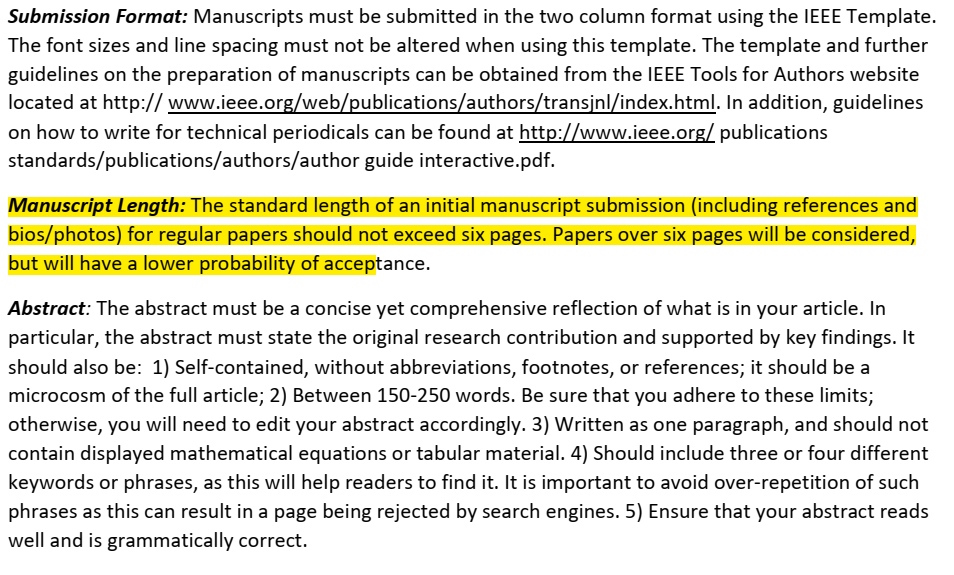 Submission Format: Manuscripts must be submitted in the two column format using the IEEE Template.
The font sizes and line spacing must not be altered when using this template. The template and further
guidelines on the preparation of manuscripts can be obtained from the IEEE Tools for Authors website
located at http:// www.ieee.org/web/publications/authors/transjnl/index.html. In addition, guidelines
on how to write for technical periodicals can be found at http://www.ieee.org/ publications
standards/publications/authors/author guide interactive.pdf.
Manuscript Length: The standard length of an initial manuscript submission (including references and
bios/photos) for regular papers should not exceed six pages. Papers over six pages will be considered,
but will have a lower probability of acceptance.
Abstract: The abstract must be a concise yet comprehensive reflection of what is in your article. In
particular, the abstract must state the original research contribution and supported by key findings. It
should also be:  1) Self-contained, without abbreviations, footnotes, or references; it should be a
microcosm of the full article; 2) Between 150-250 words. Be sure that you adhere to these limits;
otherwise, you will need to edit your abstract accordingly. 3) Written as one paragraph, and should not
contain displayed mathematical equations or tabular material. 4) Should include three or four different
keywords or phrases, as this will help readers to find it. It is important to avoid over-repetition of such
phrases as this can result in a page being rejected by search engines. 5) Ensure that your abstract reads
well and is grammatically correct.